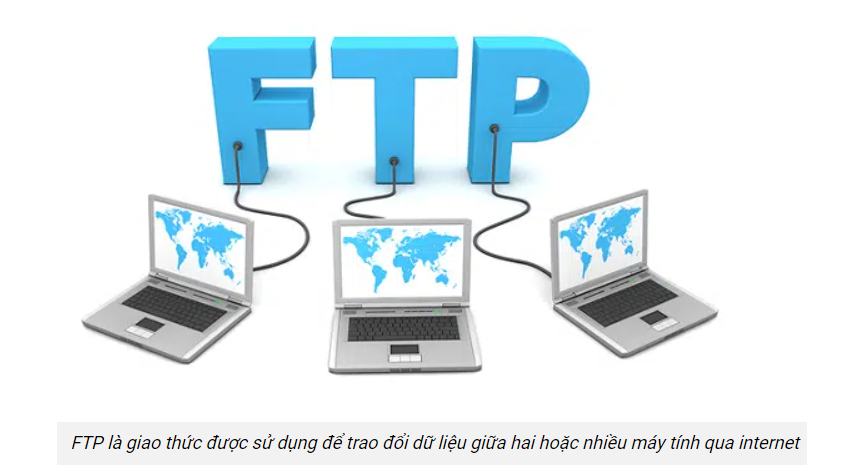 FTP
FTP là giao thức được sử dụng để trao đổi dữ liệu giữa hai hoặc nhiều máy tính qua internet